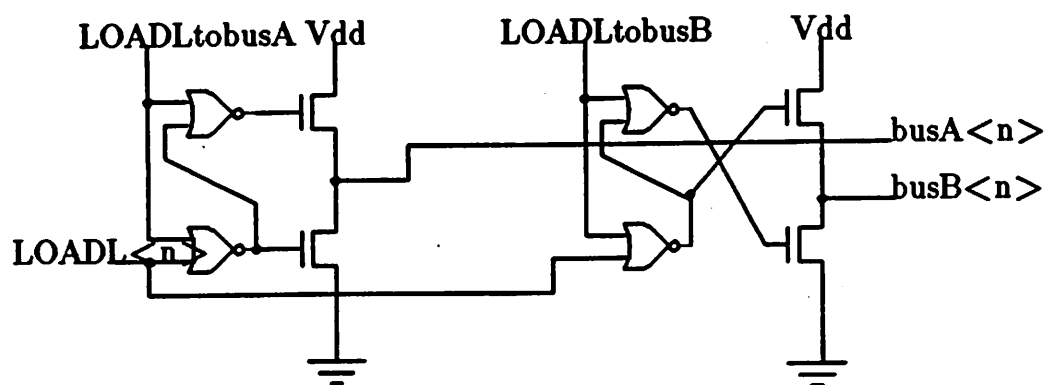 LOADLtobusA Vdd
LOADLtobusB
Vdd
busA<n>
busB<n>
LOADL<n>